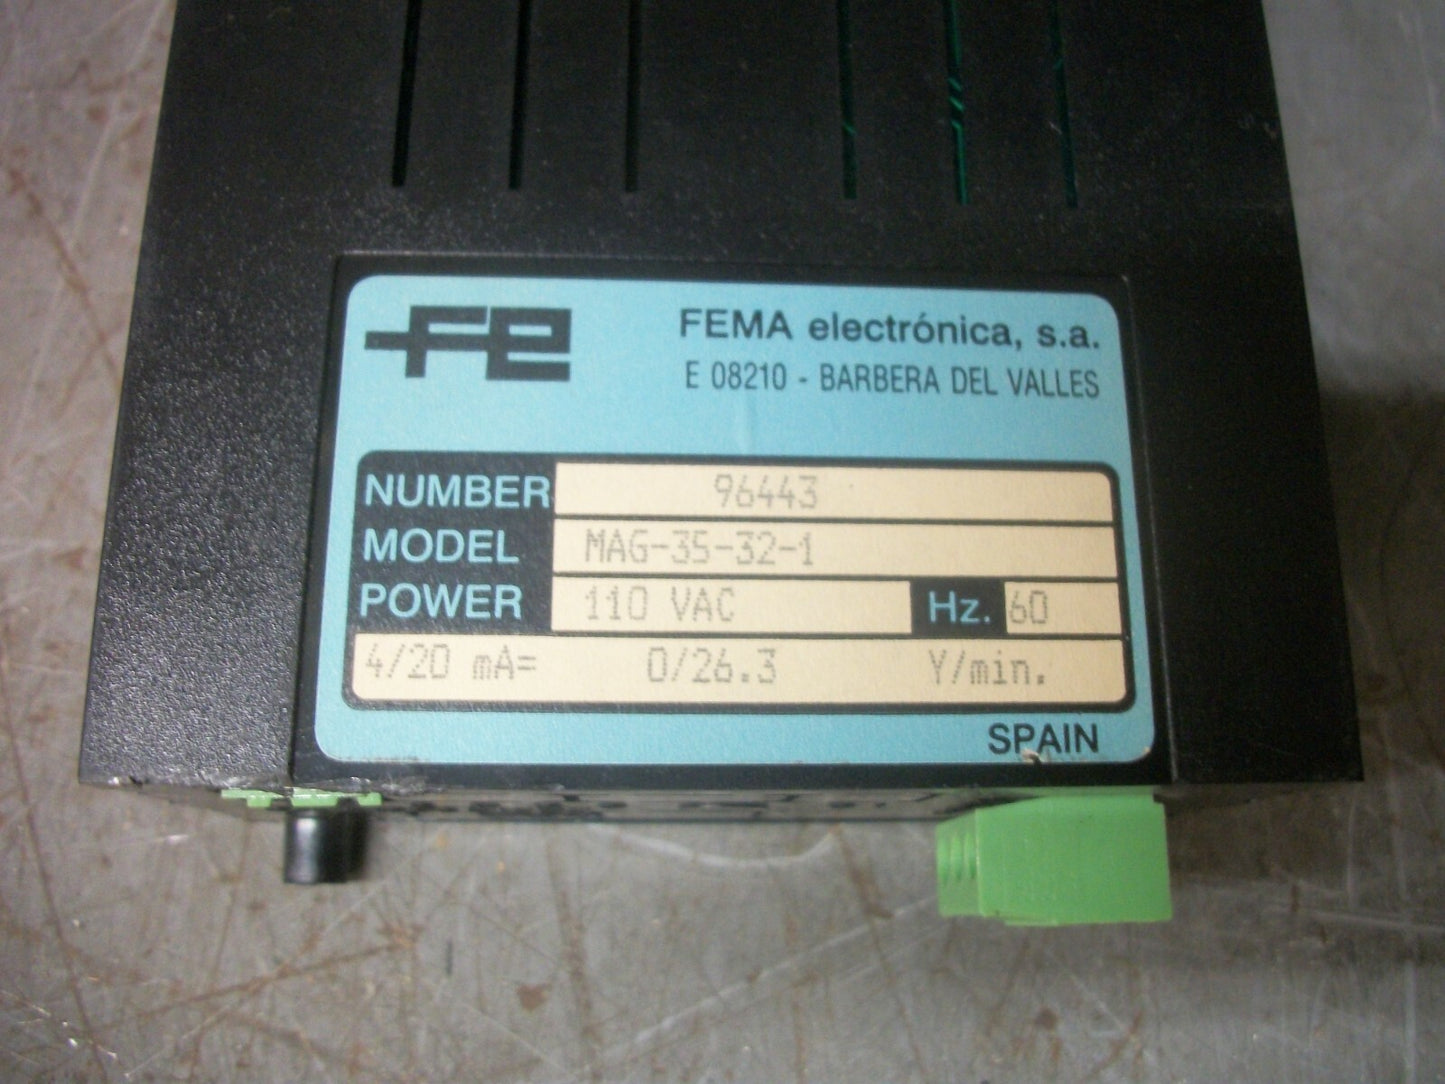 FE
FEMA electrónica, s.a.
E 08210 - BARBERA DEL VALLES
NUMBER 96443
MODEL MAG-35-32-1
POWER 110 VAC Hz. 60
4/20 mA= 0/26.3 Y/min.
SPAIN